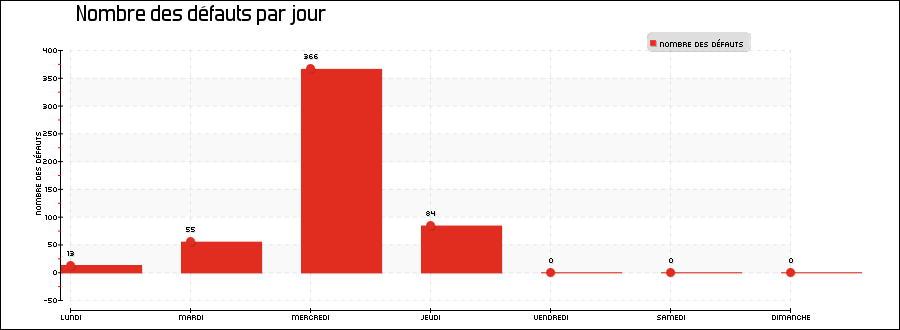 Nombre des défauts par jour
NOMBRE DES DÉFAUTS
400
350
300
250
200
150
100
50
0
-50
NOMBRE DES DÉFAUTS
13
55
366
84
0
0
0
LUNDI
MARDI
MERCREDI
JEUDI
VENDREDI
SAMEDI
DIMANCHE